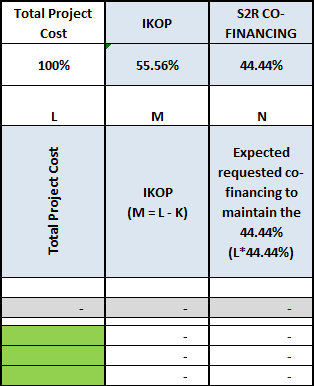 Total Project Cost IKOP S2R CO-FINANCING
100% 55.56% 44.44%
L M N
Total Project Cost
IKOP
(M = L - K)
Expected
requested co-
financing to
maintain the
44.44%
(L*44.44%)
- - -
- -
- -
- -